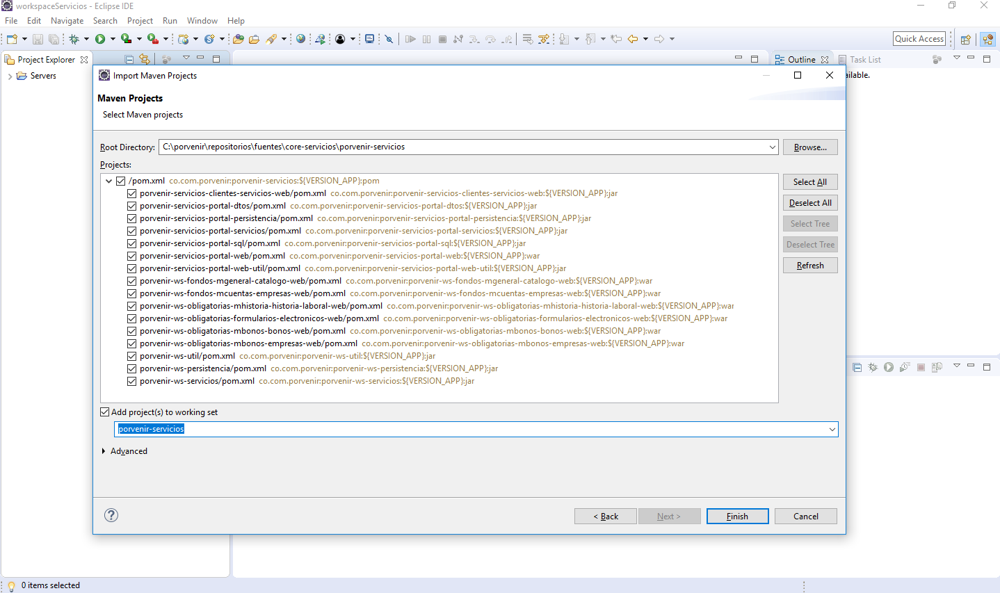 workspaceServicios - Eclipse IDE
File Edit Navigate Search Project Run Window Help
Quick Access
Project Explorer
Outline
Task List
Servers
ailable.
Import Maven Projects
Maven Projects
Select Maven projects
Root Directory: C:\porvenir\repositorios\fuentes\core-servicios\porvenir-servicios Browse...
Projects:
/pom.xml co.com.porvenir:porvenir-servicios:${VERSION_APP}:pom
porvenir-servicios-clientes-servicios-web/pom.xml co.com.porvenir:porvenir-servicios-clientes-servicios-web:${VERSION_APP}:jar
porvenir-servicios-portal-dtos/pom.xml co.com.porvenir:porvenir-servicios-portal-dtos:${VERSION_APP}:jar
porvenir-servicios-portal-persistencia/pom.xml co.com.porvenir:porvenir-servicios-portal-persistencia:${VERSION_APP}:jar
porvenir-servicios-portal-servicios/pom.xml co.com.porvenir:porvenir-servicios-portal-servicios:${VERSION_APP}:jar
porvenir-servicios-portal-sql/pom.xml co.com.porvenir:porvenir-servicios-portal-sql:${VERSION_APP}:jar
porvenir-servicios-portal-web/pom.xml co.com.porvenir:porvenir-servicios-portal-web:${VERSION_APP}:war
porvenir-servicios-portal-web-util/pom.xml co.com.porvenir:porvenir-servicios-portal-web-util:${VERSION_APP}:jar
porvenir-ws-fondos-mgeneral-catalogo-web/pom.xml co.com.porvenir:porvenir-ws-fondos-mgeneral-catalogo-web:${VERSION_APP}:war
porvenir-ws-fondos-mcuentas-empresas-web/pom.xml co.com.porvenir:porvenir-ws-fondos-mcuentas-empresas-web:${VERSION_APP}:war
porvenir-ws-obligatorias-mhistoria-historia-laboral-web/pom.xml co.com.porvenir:porvenir-ws-obligatorias-mhistoria-historia-laboral-web:${VERSION_APP}:war
porvenir-ws-obligatorias-formularios-electronicos-web/pom.xml co.com.porvenir:porvenir-ws-obligatorias-formularios-electronicos-web:${VERSION_APP}:war
porvenir-ws-obligatorias-mbonos-bonos-web/pom.xml co.com.porvenir:porvenir-ws-obligatorias-mbonos-bonos-web:${VERSION_APP}:war
porvenir-ws-obligatorias-mbonos-empresas-web/pom.xml co.com.porvenir:porvenir-ws-obligatorias-mbonos-empresas-web:${VERSION_APP}:war
porvenir-ws-util/pom.xml co.com.porvenir:porvenir-ws-util:${VERSION_APP}:jar
porvenir-ws-persistencia/pom.xml co.com.porvenir:porvenir-ws-persistencia:${VERSION_APP}:jar
porvenir-ws-servicios/pom.xml co.com.porvenir:porvenir-ws-servicios:${VERSION_APP}:jar
Select All
Deselect All
Select Tree
Deselect Tree
Refresh
Add project(s) to working set
porvenir-servicios
Advanced
< Back
Next >
Finish
Cancel
0 items selected